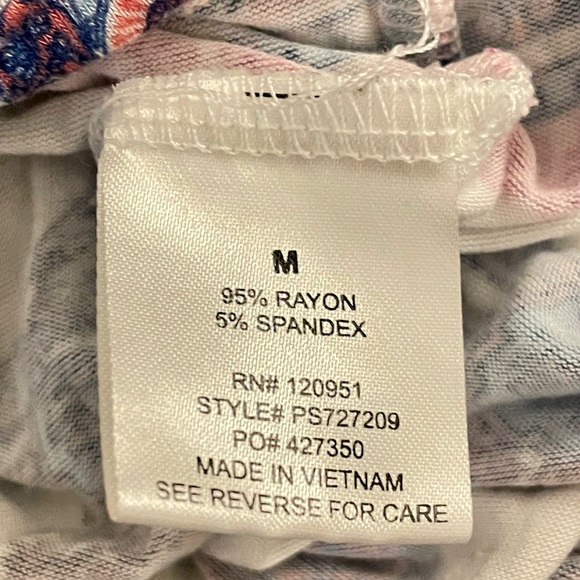 M
95% RAYON
5% SPANDEX
RN# 120951
STYLE# PS727209
PO# 427350
MADE IN VIETNAM
SEE REVERSE FOR CARE